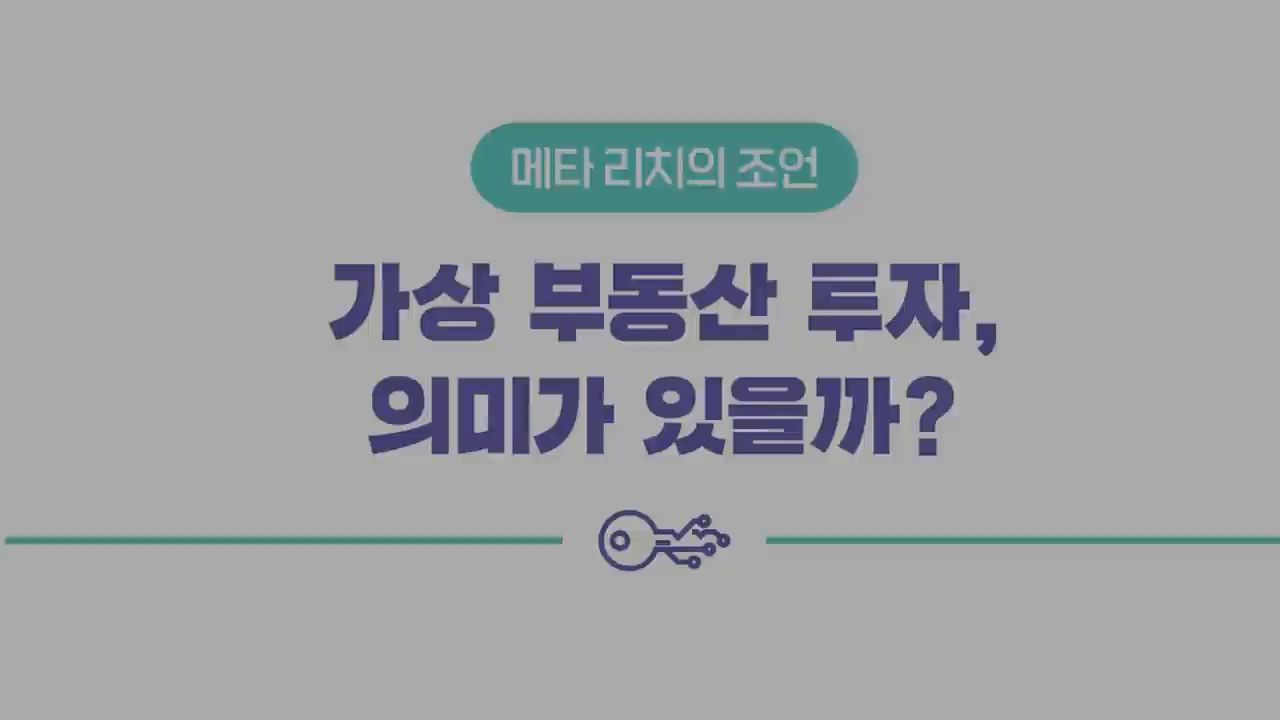 메타 리치의 조언
가상 부동산 투자,
의미가 있을까?